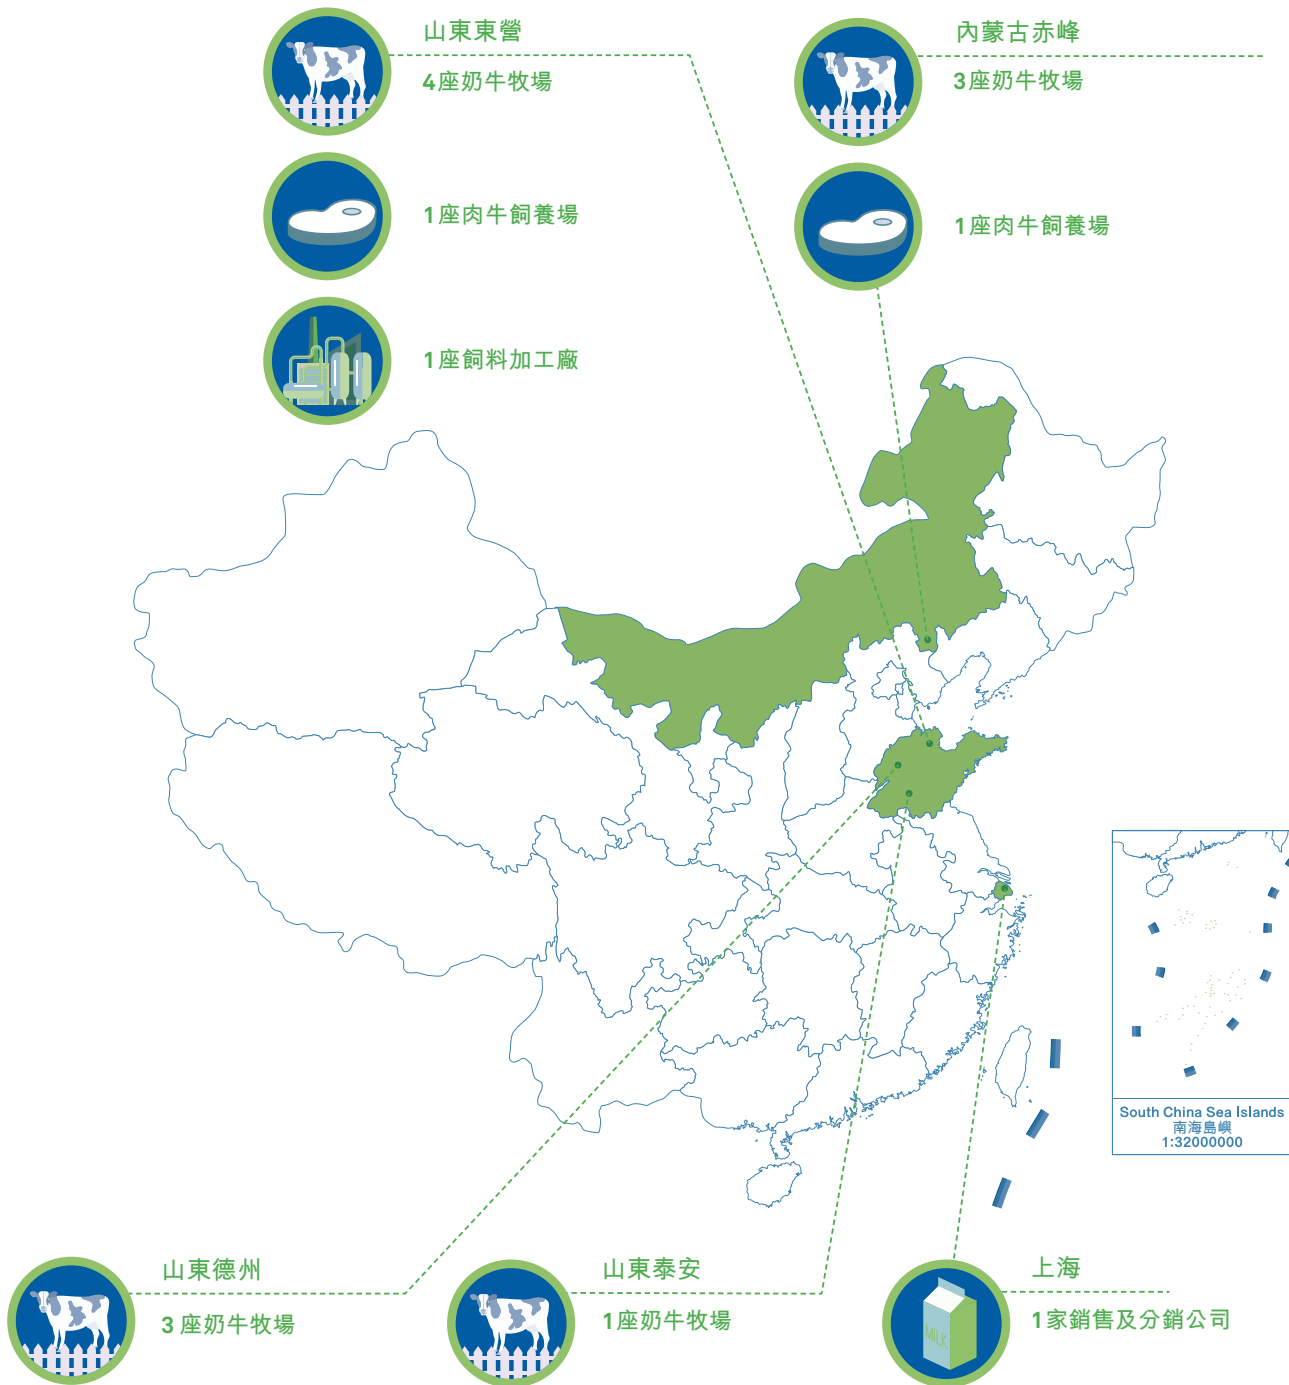 山東東營
4座奶牛牧場
1座肉牛飼養場
1座飼料加工廠
內蒙古赤峰
3座奶牛牧場
1座肉牛飼養場
South China Sea Islands
南海島嶼
1:32000000
山東德州
3 座奶牛牧場
山東泰安
1座奶牛牧場
上海
1家銷售及分銷公司
MILK